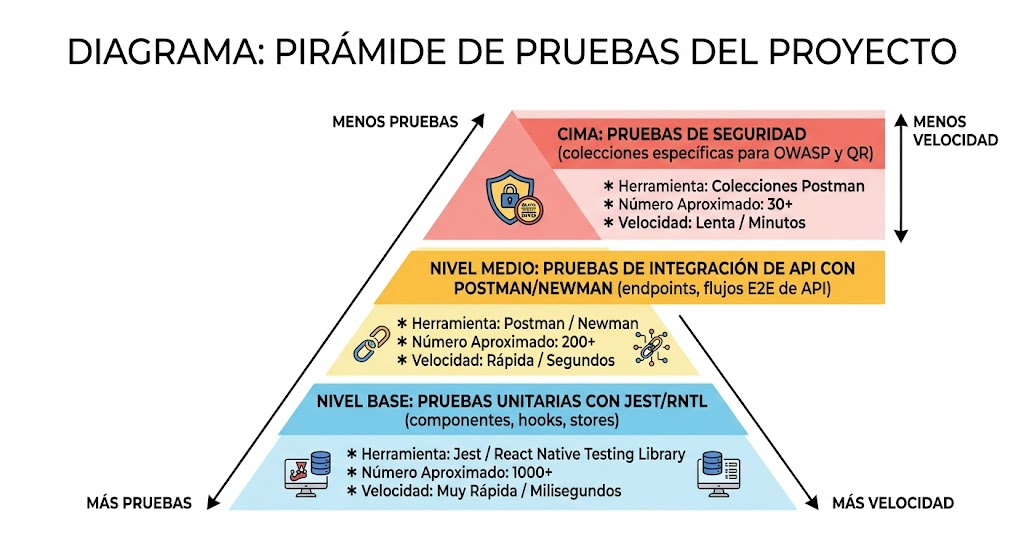 DIAGRAMA: PIRÁMIDE DE PRUEBAS DEL PROYECTO
MENOS PRUEBAS
MENOS
VELOCIDAD
CIMA: PRUEBAS DE SEGURIDAD
(colecciones específicas para OWASP y QR)
* Herramienta: Colecciones Postman
* Número Aproximado: 30+
* Velocidad: Lenta / Minutos
NIVEL MEDIO: PRUEBAS DE INTEGRACIÓN DE API CON
POSTMAN/NEWMAN (endpoints, flujos E2E de API)
* Herramienta: Postman / Newman
* Número Aproximado: 200+
* Velocidad: Rápida / Segundos
NIVEL BASE: PRUEBAS UNITARIAS CON JEST/RNTL
(componentes, hooks, stores)
* Herramienta: Jest / React Native Testing Library
* Número Aproximado: 1000+
* Velocidad: Muy Rápida / Milisegundos
MÁS PRUEBAS
MÁS VELOCIDAD